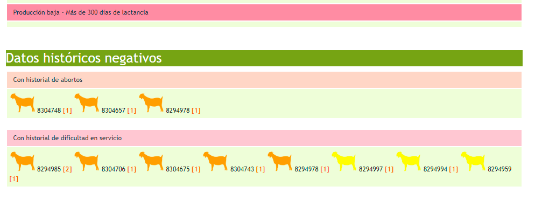 Producción baja - Más de 300 días de lactancia
Datos históricos negativos
Con historial de abortos
8304748 [1] 8304557 [1] 8294978 [1]
Con historial de dificultad en servicio
8294985 [2] 8304706 [1] 8304675 [1] 8304743 [1] 8294978 [1] 8294997 [1] 8294994 [1] 8294959
[1]